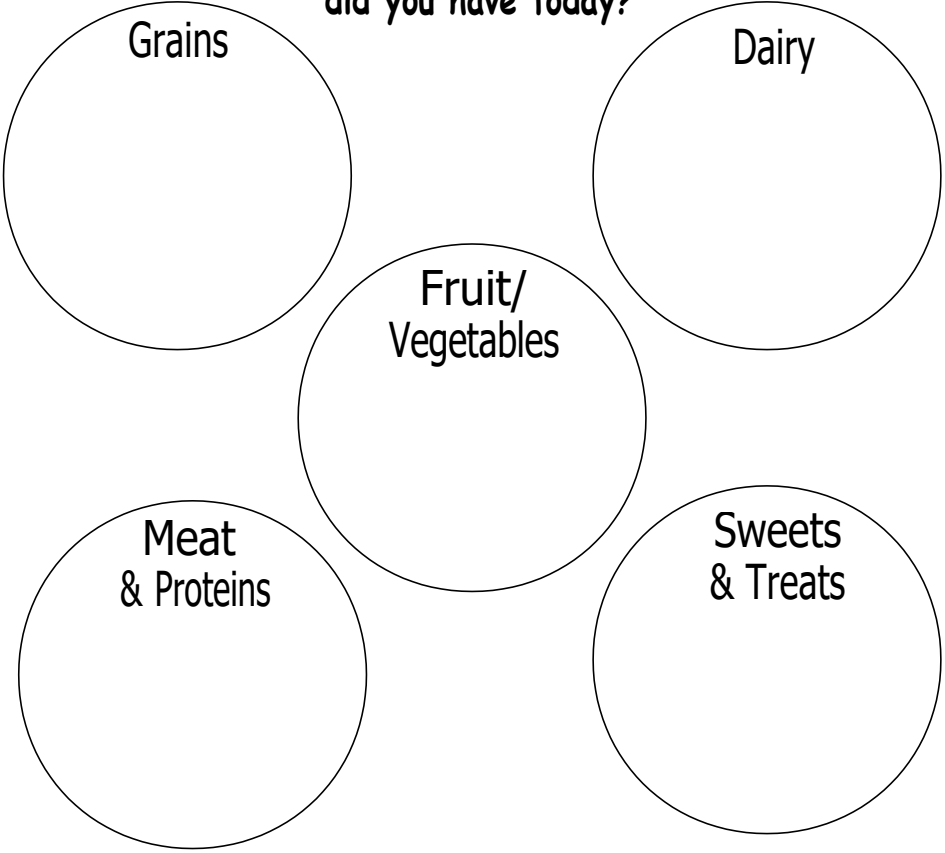 did you have today?
Grains
Dairy
Fruit/
Vegetables
Meat
& Proteins
Sweets
& Treats